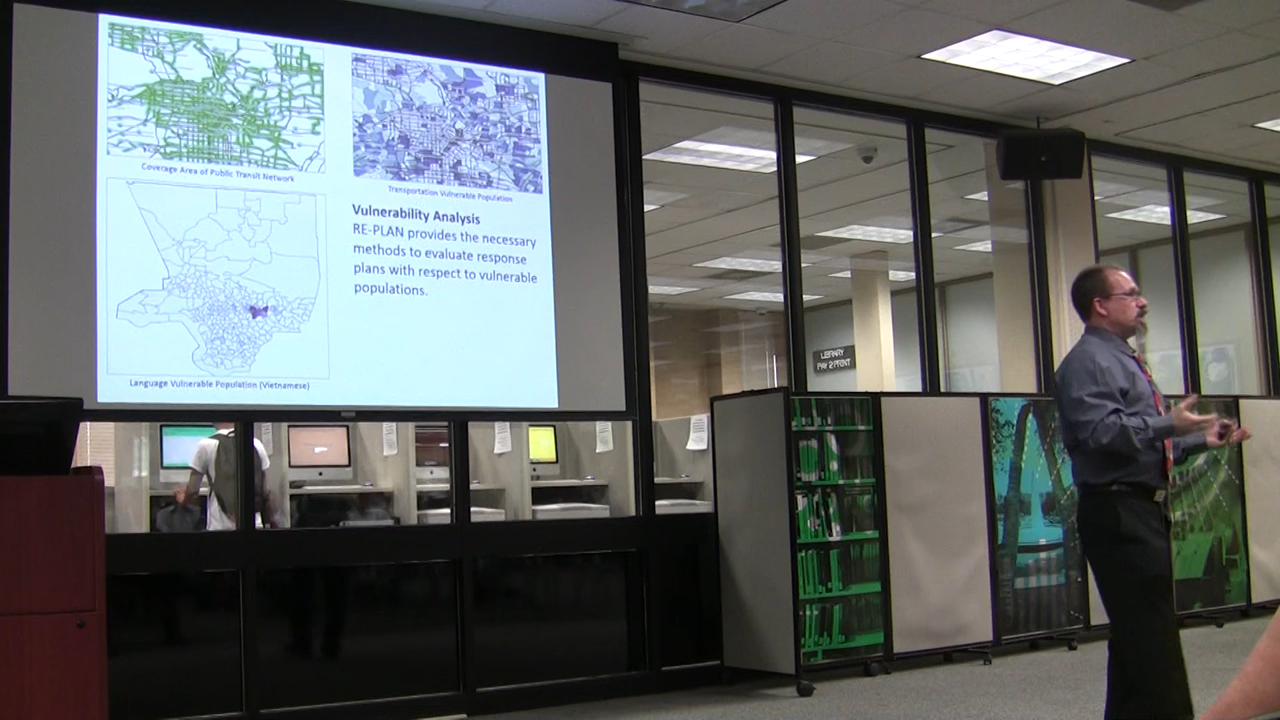 Coverage Area of Public Transit Network
Transportation Vulnerable Population
Vulnerability Analysis
RE-PLAN provides the necessary
methods to evaluate response
plans with respect to vulnerable
populations.
Language Vulnerable Population (Vietnamese)
LIBRARY
PAY 2 PRINT